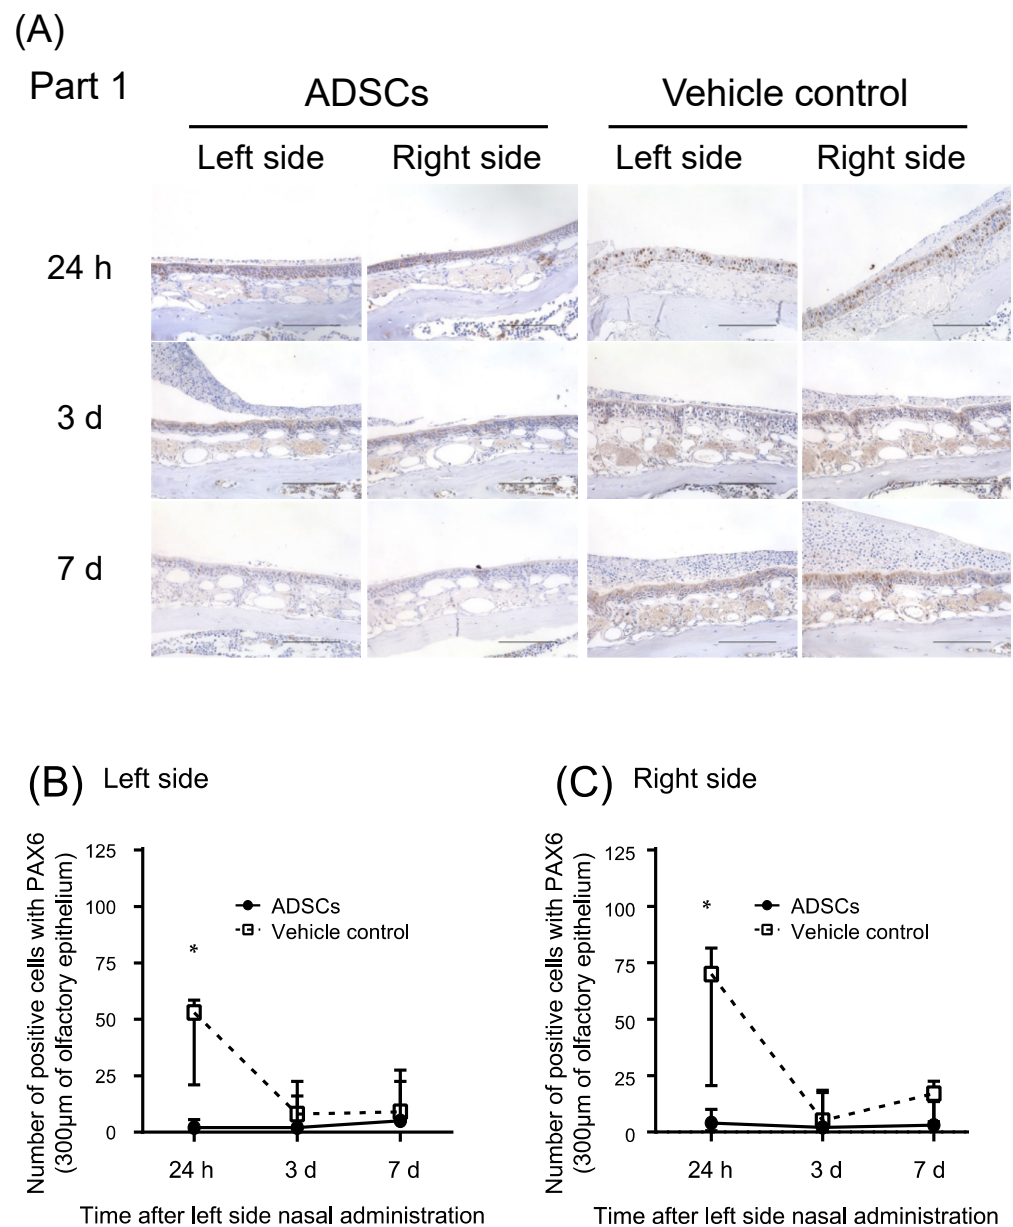 (A)
Part 1
ADSCs
Vehicle control
Left side
Right side
Left side
Right side
24 h
3 d
7 d
(B) Left side
Number of positive cells with PAX6
(300μm of olfactory epithelium)
125
100
75
50
25
0
ADSCs
Vehicle control
*
24 h
3 d
7 d
Time after left side nasal administration
(C) Right side
Number of positive cells with PAX6
(300μm of olfactory epithelium)
125
100
75
50
25
0
ADSCs
Vehicle control
*
24 h
3 d
7 d
Time after left side nasal administration